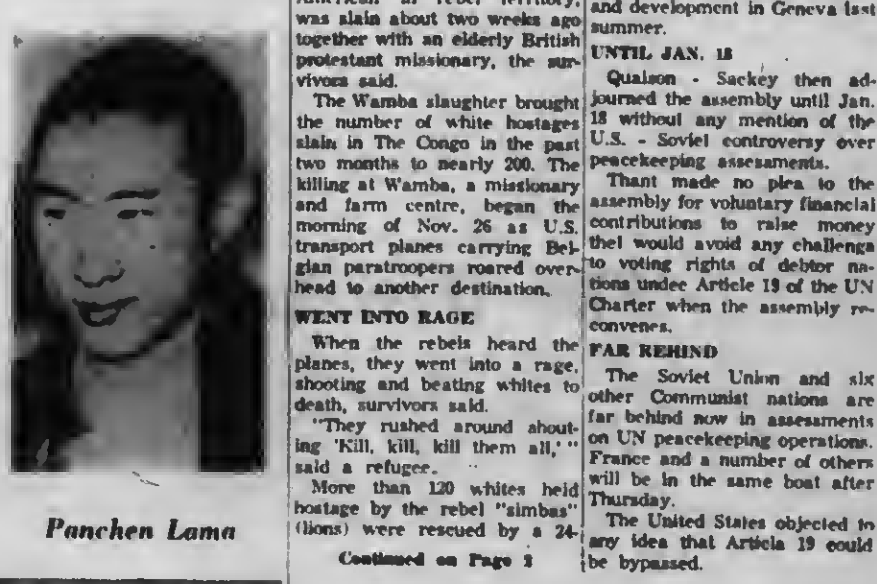 Panchen Lama
American in rebel territory,
was slain about two weeks ago
together with an elderly British
protestant missionary, the sur-
vivors said.
The Wamba slaughter brought
the number of white hostages
slain in The Congo in the past
two months to nearly 200. The
killing at Wamba, a missionary
and farm centre, began the
morning of Nov. 26 as U.S.
transport planes carrying Bel-
gian paratroopers roared over-
head to another destination.
WENT INTO RAGE
When the rebels heard the
planes, they went into a rage,
shooting and beating whites to
death, survivors said.
"They rushed around shout-
ing 'Kill, kill, kill them all,' "
said a refugee.
More than 120 whites held
hostage by the rebel "simbas"
(lions) were rescued by a 24-
Continued on Page
and development in Geneva last
summer.
UNTIL JAN. 18
Quaison - Sackey then ad-
journed the assembly until Jan.
18 without any mention of the
U.S. - Soviet controversy over
peacekeeping assessments.
Thant made no plea to the
assembly for voluntary financial
contributions to raise money
thet would avoid any challenge
to voting rights of debtor na-
tions undee Article 19 of the UN
Charter when the assembly re-
convenes.
FAR BEHIND
The Soviet Union and six
other Communist nations are
far behind now in assessments
on UN peacekeeping operations.
France and a number of others
will be in the same boat after
Thursday.
The United States objected to
any idea that Article 19 could
be bypassed.